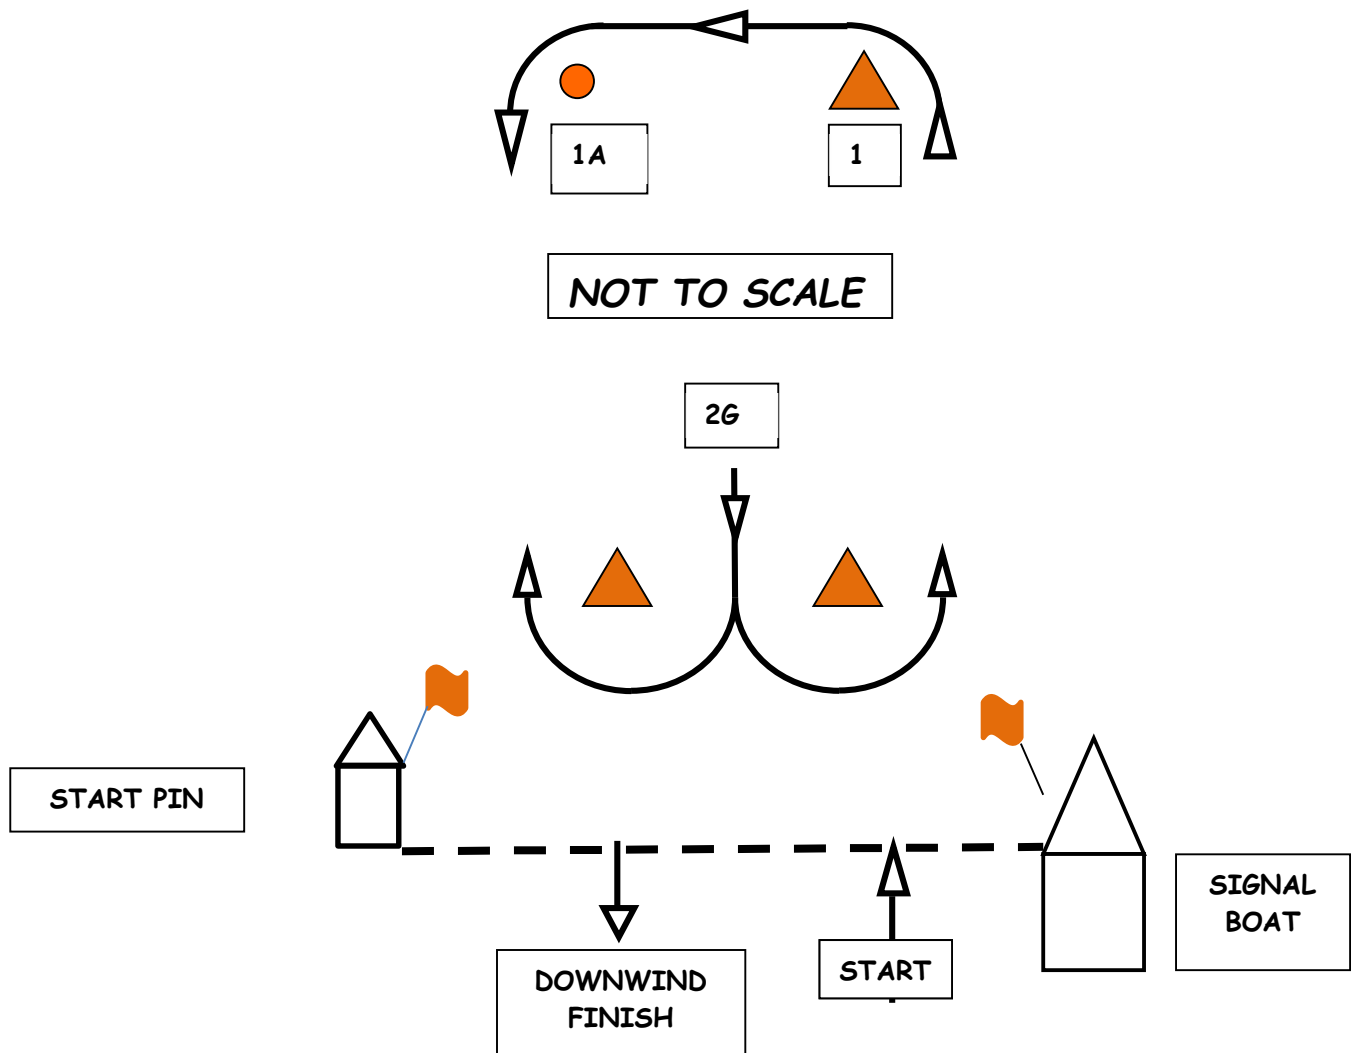 1A
1
NOT TO SCALE
2G
START PIN
SIGNAL
BOAT
START
DOWNWIND
FINISH